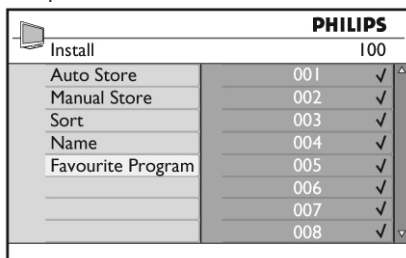 PHILIPS
Install 100
Auto Store 001 ✓
Manual Store 002 ✓
Sort 003 ✓
Name 004 ✓
Favourite Program 005 ✓
006 ✓
007 ✓
008 ✓